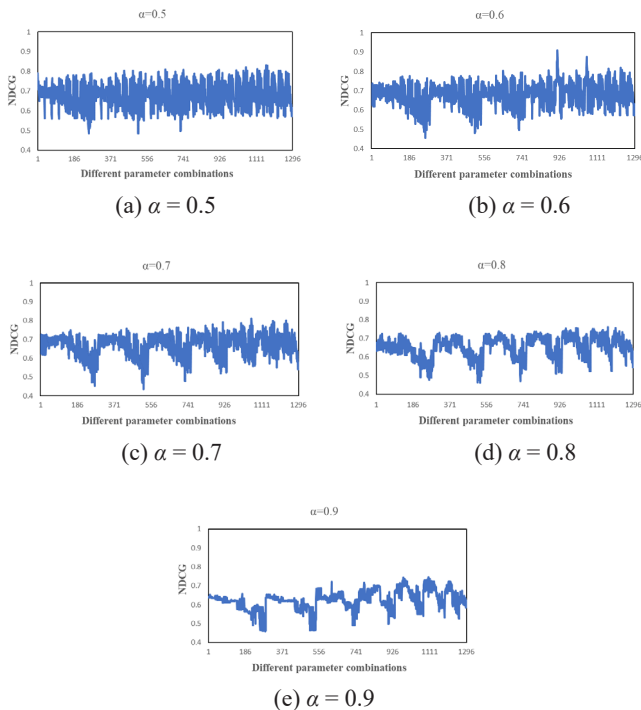 α=0.5
NDCG
1
0.9
0.8
0.7
0.6
0.5
0.4
1 186 371 556 741 926 1111 1296
Different parameter combinations
(a) α = 0.5
α=0.6
NDCG
1
0.9
0.8
0.7
0.6
0.5
0.4
1 186 371 556 741 926 1111 1296
Different parameter combinations
(b) α = 0.6
α=0.7
NDCG
1
0.9
0.8
0.7
0.6
0.5
0.4
1 186 371 556 741 926 1111 1296
Different parameter combinations
(c) α = 0.7
α=0.8
NDCG
1
0.9
0.8
0.7
0.6
0.5
0.4
1 186 371 556 741 926 1111 1296
Different parameter combinations
(d) α = 0.8
α=0.9
NDCG
1
0.9
0.8
0.7
0.6
0.5
0.4
1 186 371 556 741 926 1111 1296
Different parameter combinations
(e) α = 0.9